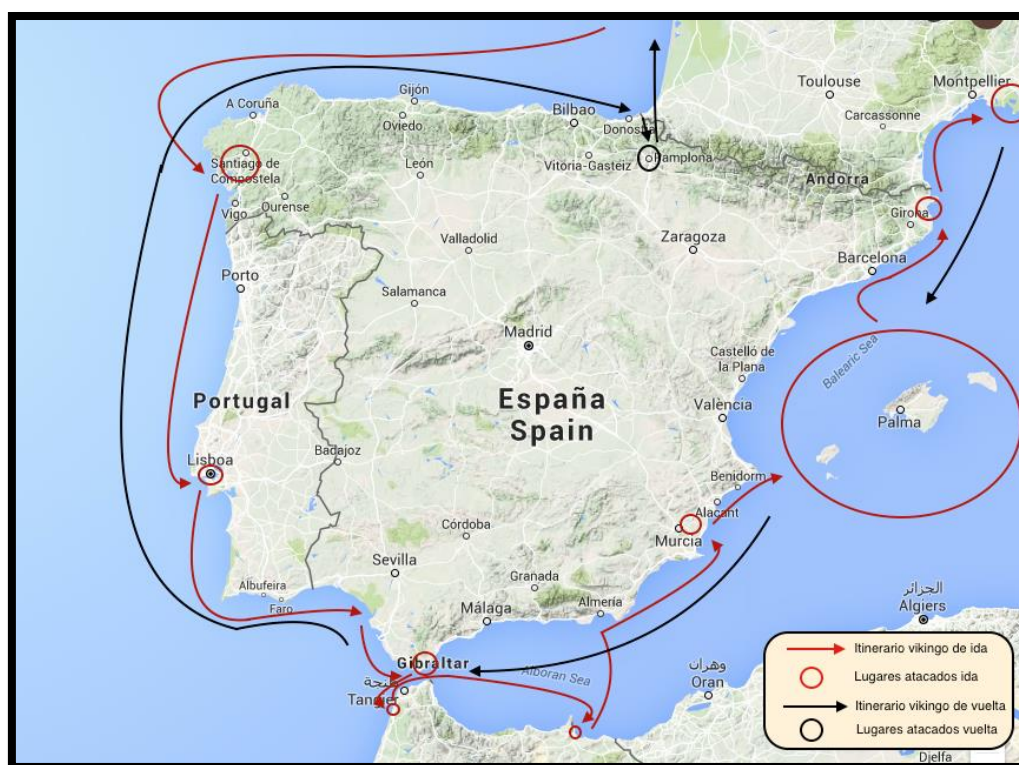 Toulouse
Montpellier
Carcassonne
Gijón
A Coruña
Oviedo
Bilbao
Donostia
Santiago de
Compostela
León
Vitoria-Gasteiz
Pamplona
Andorra
Vigo
Ourense
Girona
Valladolid
Zaragoza
Barcelona
Porto
Salamanca
Madrid
Castelló de
la Plana
Balearic Sea
Portugal
España
Spain
València
Palma
Lisboa
Badajoz
Benidorm
Alacant
Córdoba
Murcia
Sevilla
Granada
Albufeira
Faro
Málaga
Almería
الجزائر
Algiers
Gibraltar
Alboran Sea
طنجة
Tangier
وهران
Oran
Djelfa
Itinerario vikingo de ida
Lugares atacados ida
Itinerario vikingo de vuelta
Lugares atacados vuelta